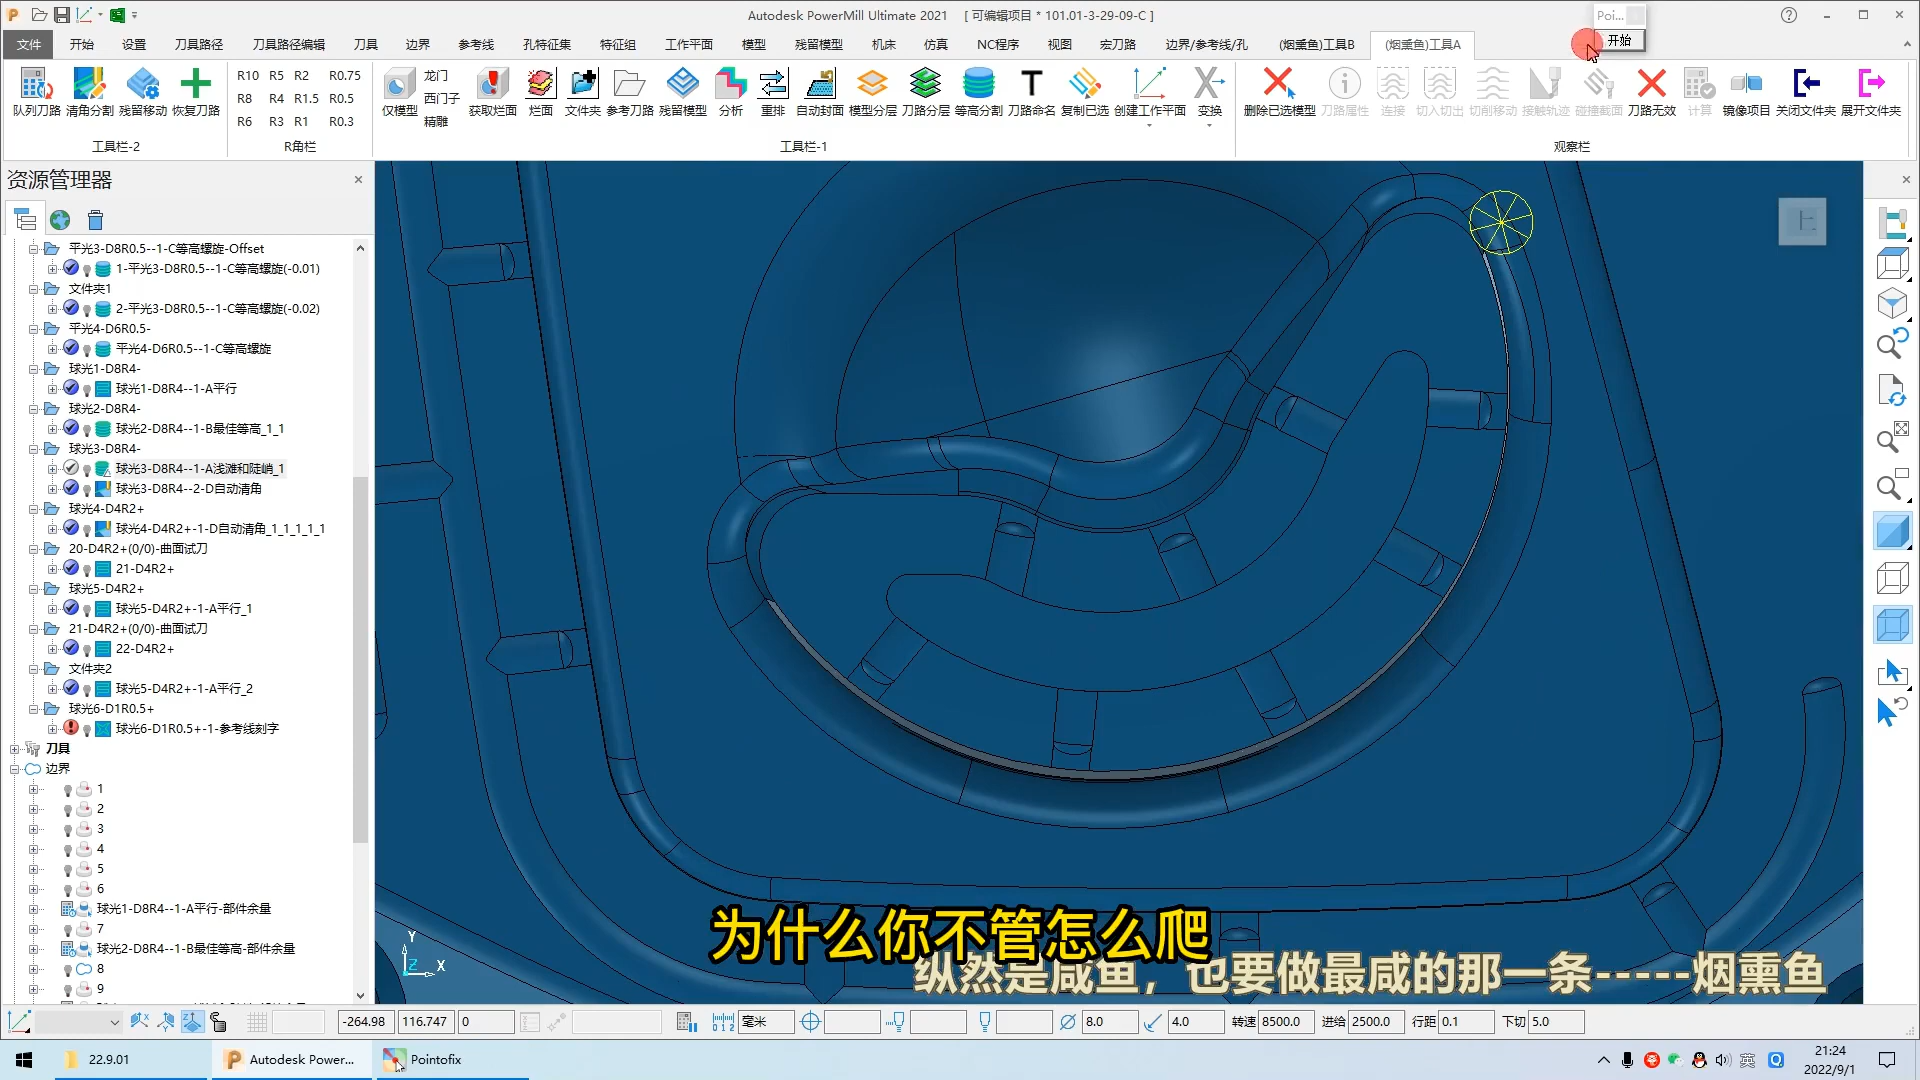 Autodesk PowerMill Ultimate 2021 [ 可编辑项目 * 101.01-3-29-09-C ]
Poi...
开始
文件 开始 设置 刀具路径 刀具路径编辑 刀具 边界 参考线 孔特征集 特征组 工作平面 模型 残留模型 机床 仿真 NC程序 视图 宏刀路 边界/参考线/孔 (烟熏鱼)工具B (烟熏鱼)工具A
队列刀路 清角分割 残留移动 恢复刀路
R10 R5 R2 R0.75
R8 R4 R1.5 R0.5
R6 R3 R1 R0.3
仅模型 龙门 西门子 精雕 获取烂面 烂面 文件夹 参考刀路 残留模型 分析 重排 自动封面 模型分层 刀路分层 等高分割 刀路命名 复制已选 创建工作平面 变换
删除已选模型 刀路属性 连接 切入切出 切削移动 接触轨迹 碰撞截面 刀路无效 计算 镜像项目 关闭文件夹 展开文件夹
工具栏-2 R角栏 工具栏-1 观察栏
资源管理器
平光3-D8R0.5--1-C等高螺旋-Offset
1-平光3-D8R0.5--1-C等高螺旋(-0.01)
文件夹1
2-平光3-D8R0.5--1-C等高螺旋(-0.02)
平光4-D6R0.5-
平光4-D6R0.5--1-C等高螺旋
球光1-D8R4-
球光1-D8R4--1-A平行
球光2-D8R4-
球光2-D8R4--1-B最佳等高_1_1
球光3-D8R4-
球光3-D8R4--1-A浅滩和陡峭_1
球光3-D8R4--2-D自动清角
球光4-D4R2+
球光4-D4R2+-1-D自动清角_1_1_1_1_1
20-D4R2+(0/0)-曲面试刀
21-D4R2+
球光5-D4R2+
球光5-D4R2+-1-A平行_1
21-D4R2+(0/0)-曲面试刀
22-D4R2+
文件夹2
球光5-D4R2+-1-A平行_2
球光6-D1R0.5+
球光6-D1R0.5+-1-参考线刻字
刀具
边界
1
2
3
4
5
6
球光1-D8R4--1-A平行-部件余量
7
球光2-D8R4--1-B最佳等高-部件余量
8
9
Y
Z X
为什么你不管怎么爬
纵然是咸鱼，也要做最咸的那一条-----烟熏鱼
-264.98 116.747 0 毫米 8.0 4.0 转速 8500.0 进给 2500.0 行距 0.1 下切 5.0
22.9.01 Autodesk Power... Pointofix
英
21:24
2022/9/1